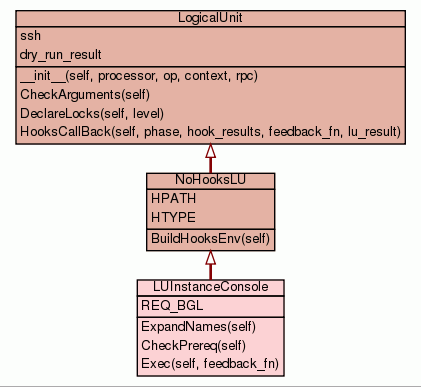 LogicalUnit
ssh
dry_run_result
__init__(self, processor, op, context, rpc)
CheckArguments(self)
DeclareLocks(self, level)
HooksCallBack(self, phase, hook_results, feedback_fn, lu_result)
NoHooksLU
HPATH
HTYPE
BuildHooksEnv(self)
LUInstanceConsole
REQ_BGL
ExpandNames(self)
CheckPrereq(self)
Exec(self, feedback_fn)